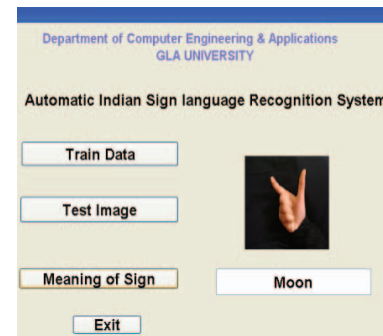 Department of Computer Engineering & Applications
GLA UNIVERSITY
Automatic Indian Sign language Recognition System
Train Data
Test Image
Meaning of Sign
Moon
Exit